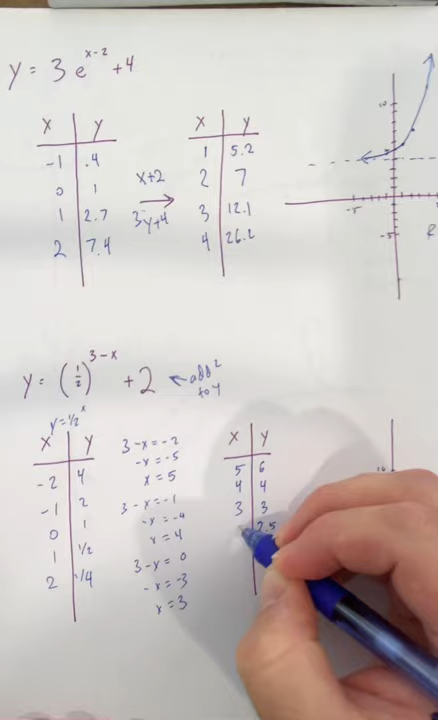 y = 3 e^(x-2) + 4
x y
-1 .4
0 1
1 2.7
2 7.4
x+2
3·y+4
x y
1 5.2
2 7
3 12.1
4 26.2
10
-5
-5
R
y = (1/2)^(3-x) + 2
add 2
to y
y = 1/2^x
x y
-2 4
-1 2
0 1
1 1/2
2 1/4
3-x = -2
-x = -5
x = 5
3-x = -1
-x = -4
x = 4
3-x = 0
-x = -3
x = 3
x y
5 6
4 4
3 3
2.5
10